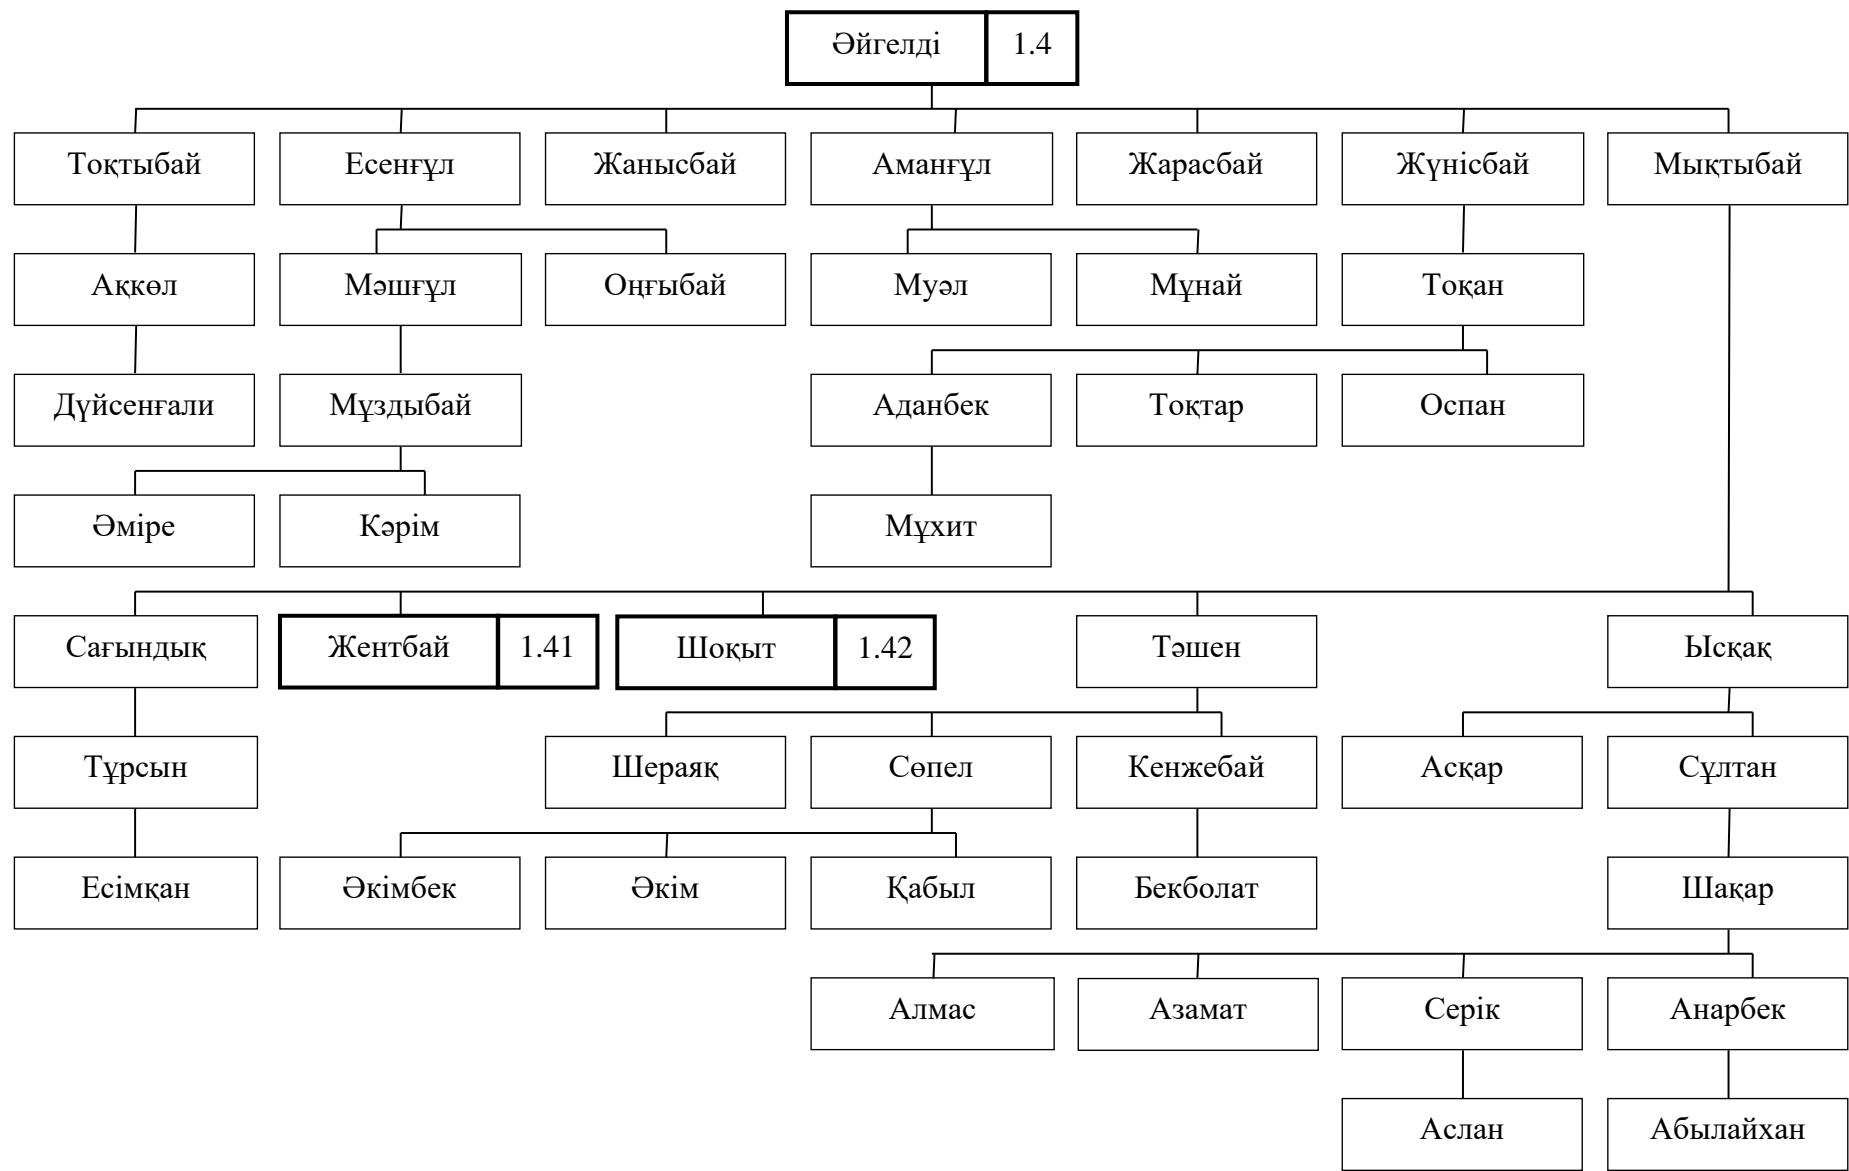 Әйгелді 1.4
Тоқтыбай Есенғұл Жанысбай Аманғұл Жарасбай Жүнісбай Мықтыбай
Ақкөл Мәшғұл Оңғыбай Муәл Мұнай Тоқан
Дүйсенғали Мұздыбай Аданбек Тоқтар Оспан
Әміре Кәрім Мұхит
Сағындық Жентбай 1.41 Шоқыт 1.42 Тәшен Ысқақ
Тұрсын Шераяқ Сөпел Кенжебай Асқар Сұлтан
Есімқан Әкімбек Әкім Қабыл Бекболат Шақар
Алмас Азамат Серік Анарбек
Аслан Абылайхан